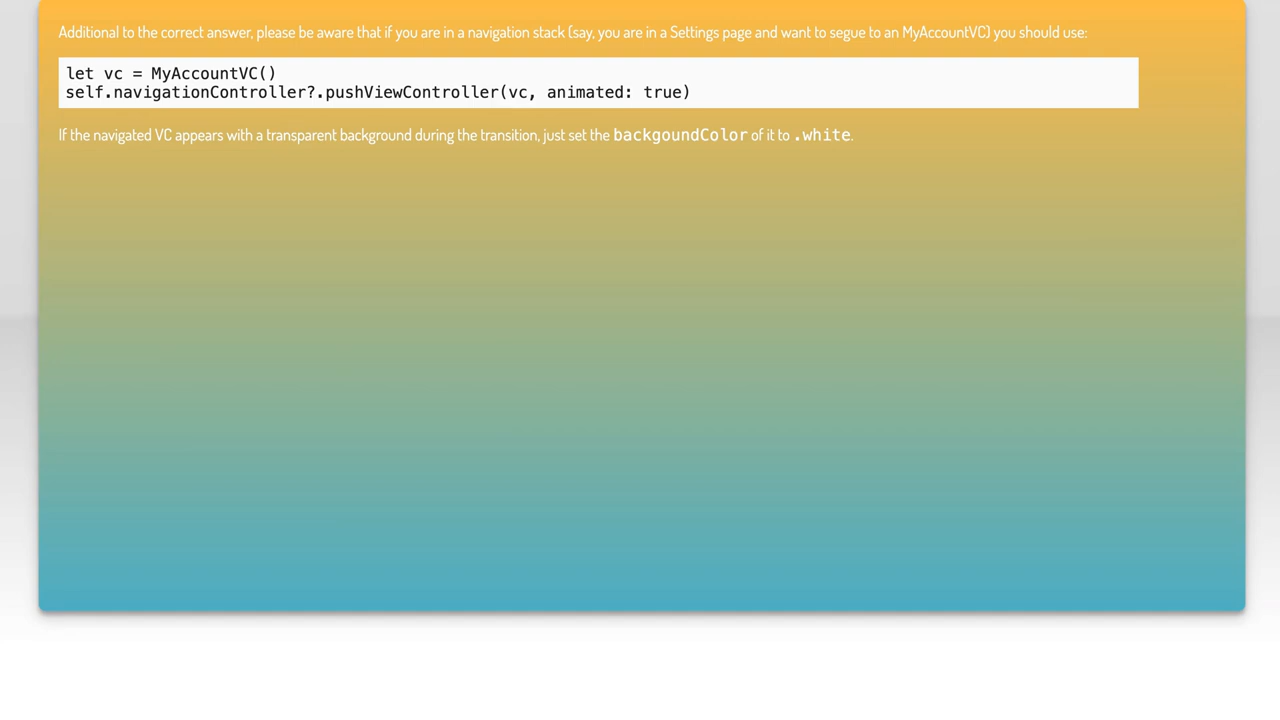 Additional to the correct answer, please be aware that if you are in a navigation stack (say, you are in a Settings page and want to segue to an MyAccountVC) you should use:
let vc = MyAccountVC()
self.navigationController?.pushViewController(vc, animated: true)
If the navigated VC appears with a transparent background during the transition, just set the backgoundColor of it to .white.